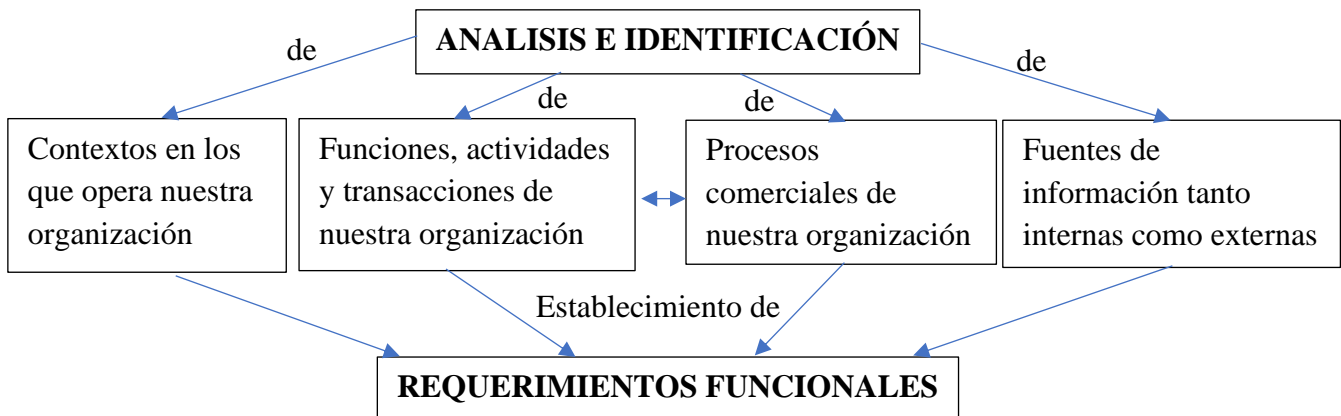 ANALISIS E IDENTIFICACIÓN
de
de
de
de
Contextos en los
que opera nuestra
organización
Funciones, actividades
y transacciones de
nuestra organización
Procesos
comerciales de
nuestra organización
Fuentes de
información tanto
internas como externas
Establecimiento de
REQUERIMIENTOS FUNCIONALES